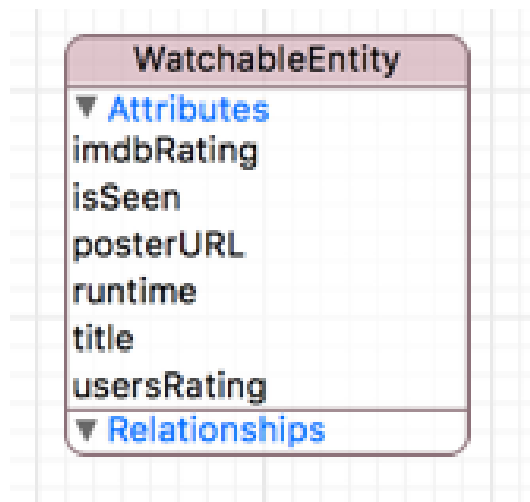 WatchableEntity
Attributes
imdbRating
isSeen
posterURL
runtime
title
usersRating
Relationships